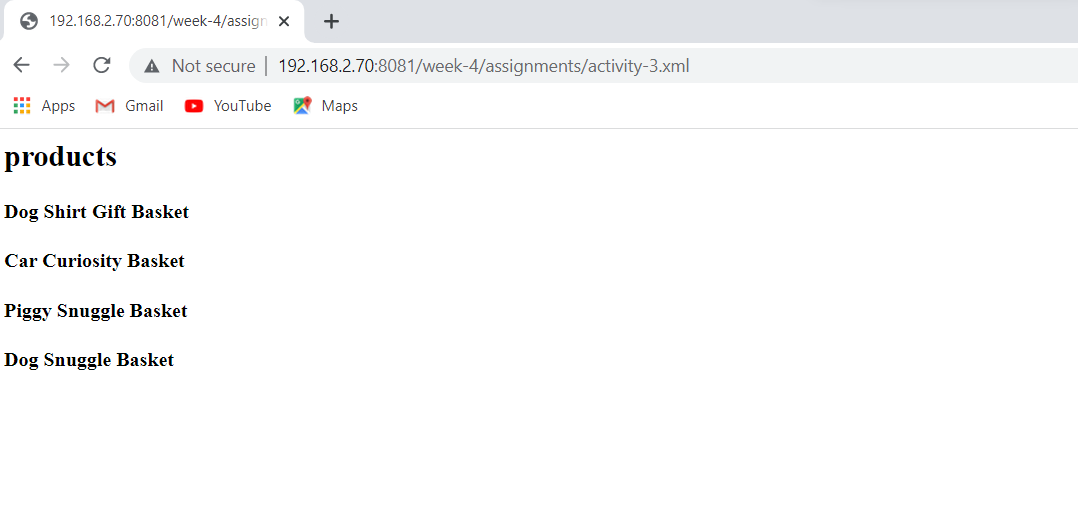 192.168.2.70:8081/week-4/assign
Not secure | 192.168.2.70:8081/week-4/assignments/activity-3.xml
Apps Gmail YouTube Maps
products
Dog Shirt Gift Basket
Car Curiosity Basket
Piggy Snuggle Basket
Dog Snuggle Basket